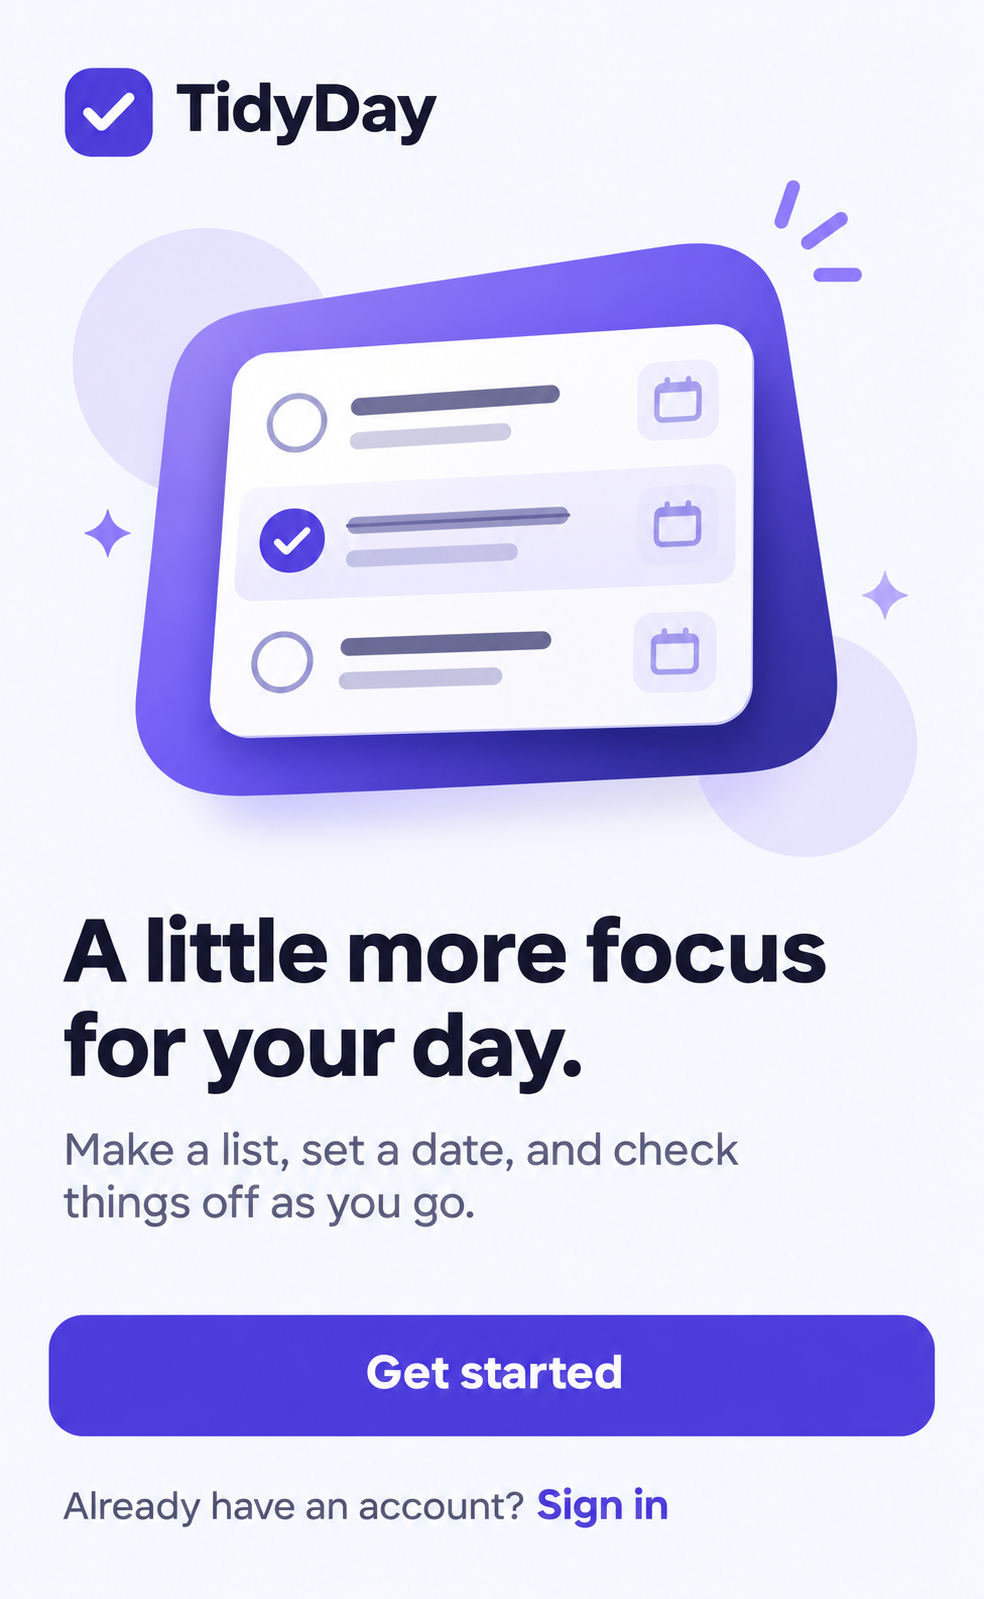 TidyDay
A little more focus
for your day.
Make a list, set a date, and check
things off as you go.
Get started
Already have an account? Sign in